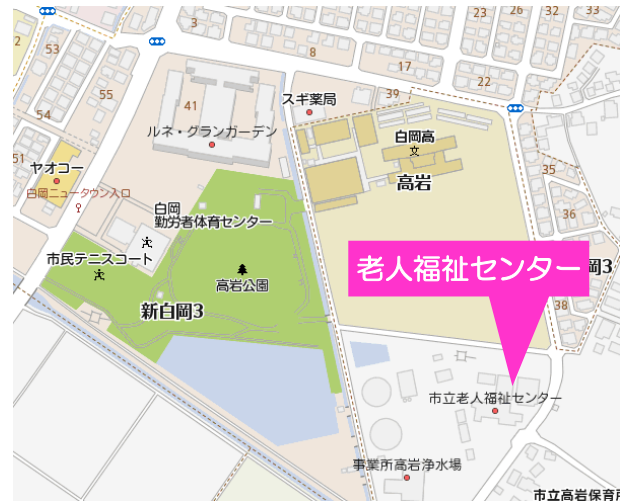 53
3
8
23
26
32
33
2
17
22
54
55
41
スギ薬局
39
ルネ・グランガーデン
白岡高
文
高岩
51
ヤオコー
白岡ニュータウン入口
35
36
白岡
勤労者体育センター
市民テニスコート
高岩公園
新白岡3
老人福祉センター
岡3
38
市立老人福祉センター
事業所高岩浄水場
市立高岩保育所